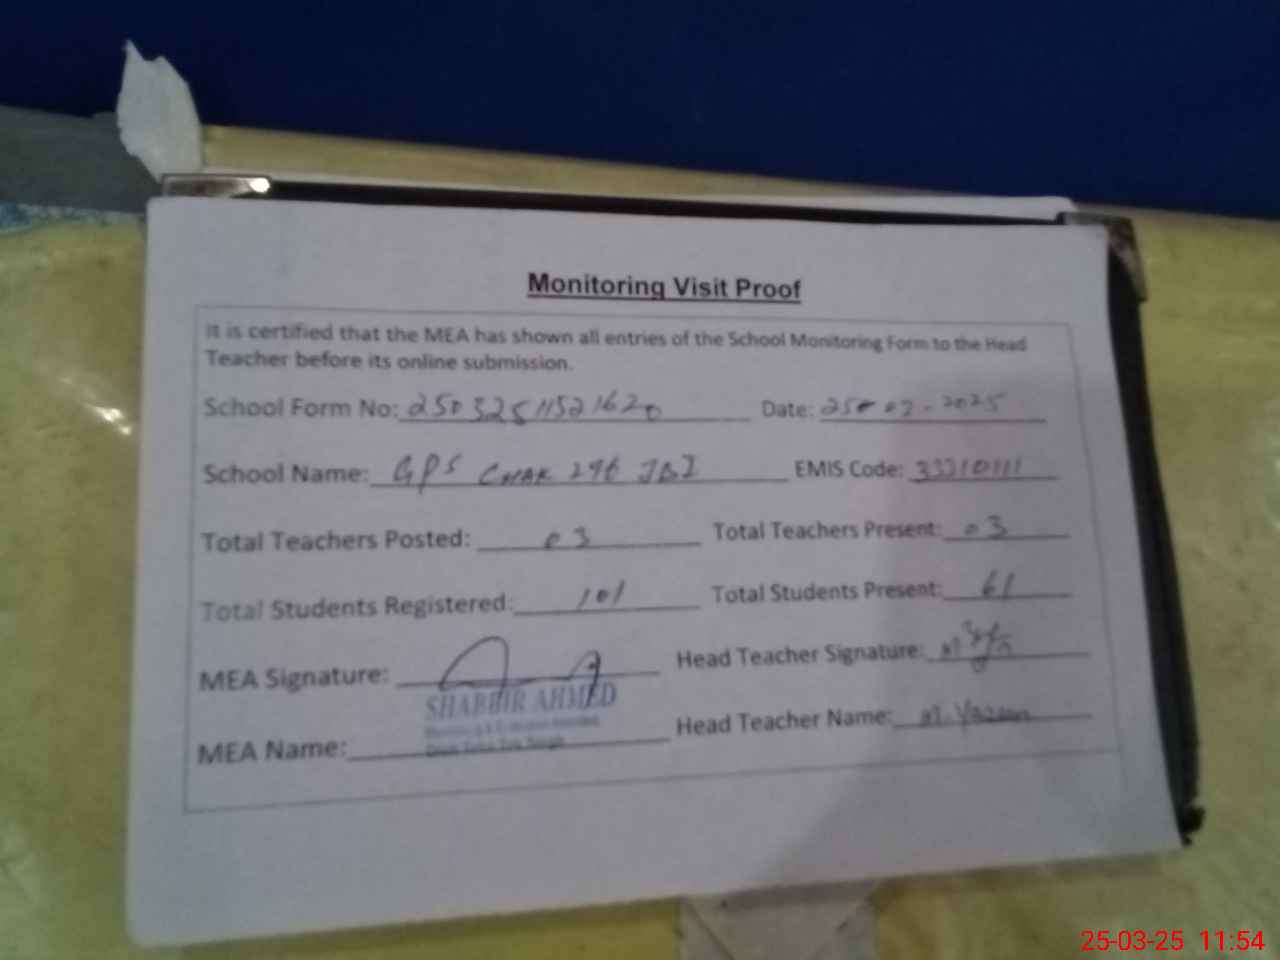 Monitoring Visit Proof
It is certified that the MEA has shown all entries of the School Monitoring Form to the Head
Teacher before its online submission.
School Form No: 25032511521620 Date: 25-03-2025
School Name: GPS CHAK 296 JB I EMIS Code: 33310111
Total Teachers Posted: 03 Total Teachers Present: 03
Total Students Registered: 101 Total Students Present: 61
MEA Signature: Head Teacher Signature:
SHABBIR AHMED
MEA Name: Head Teacher Name: M. Yaseen
25-03-25 11:54